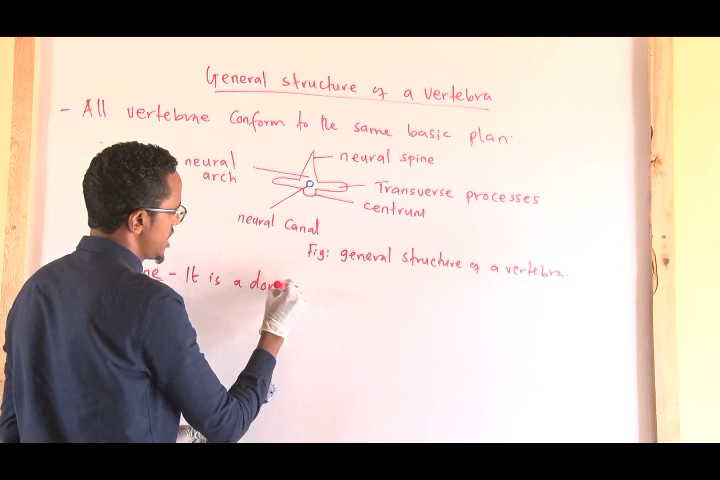 General structure of a vertebra
- All vertebrae conform to the same basic plan.
neural arch
neural spine
Transverse processes
centrum
neural canal
Fig: general structure of a vertebra.
- It is a